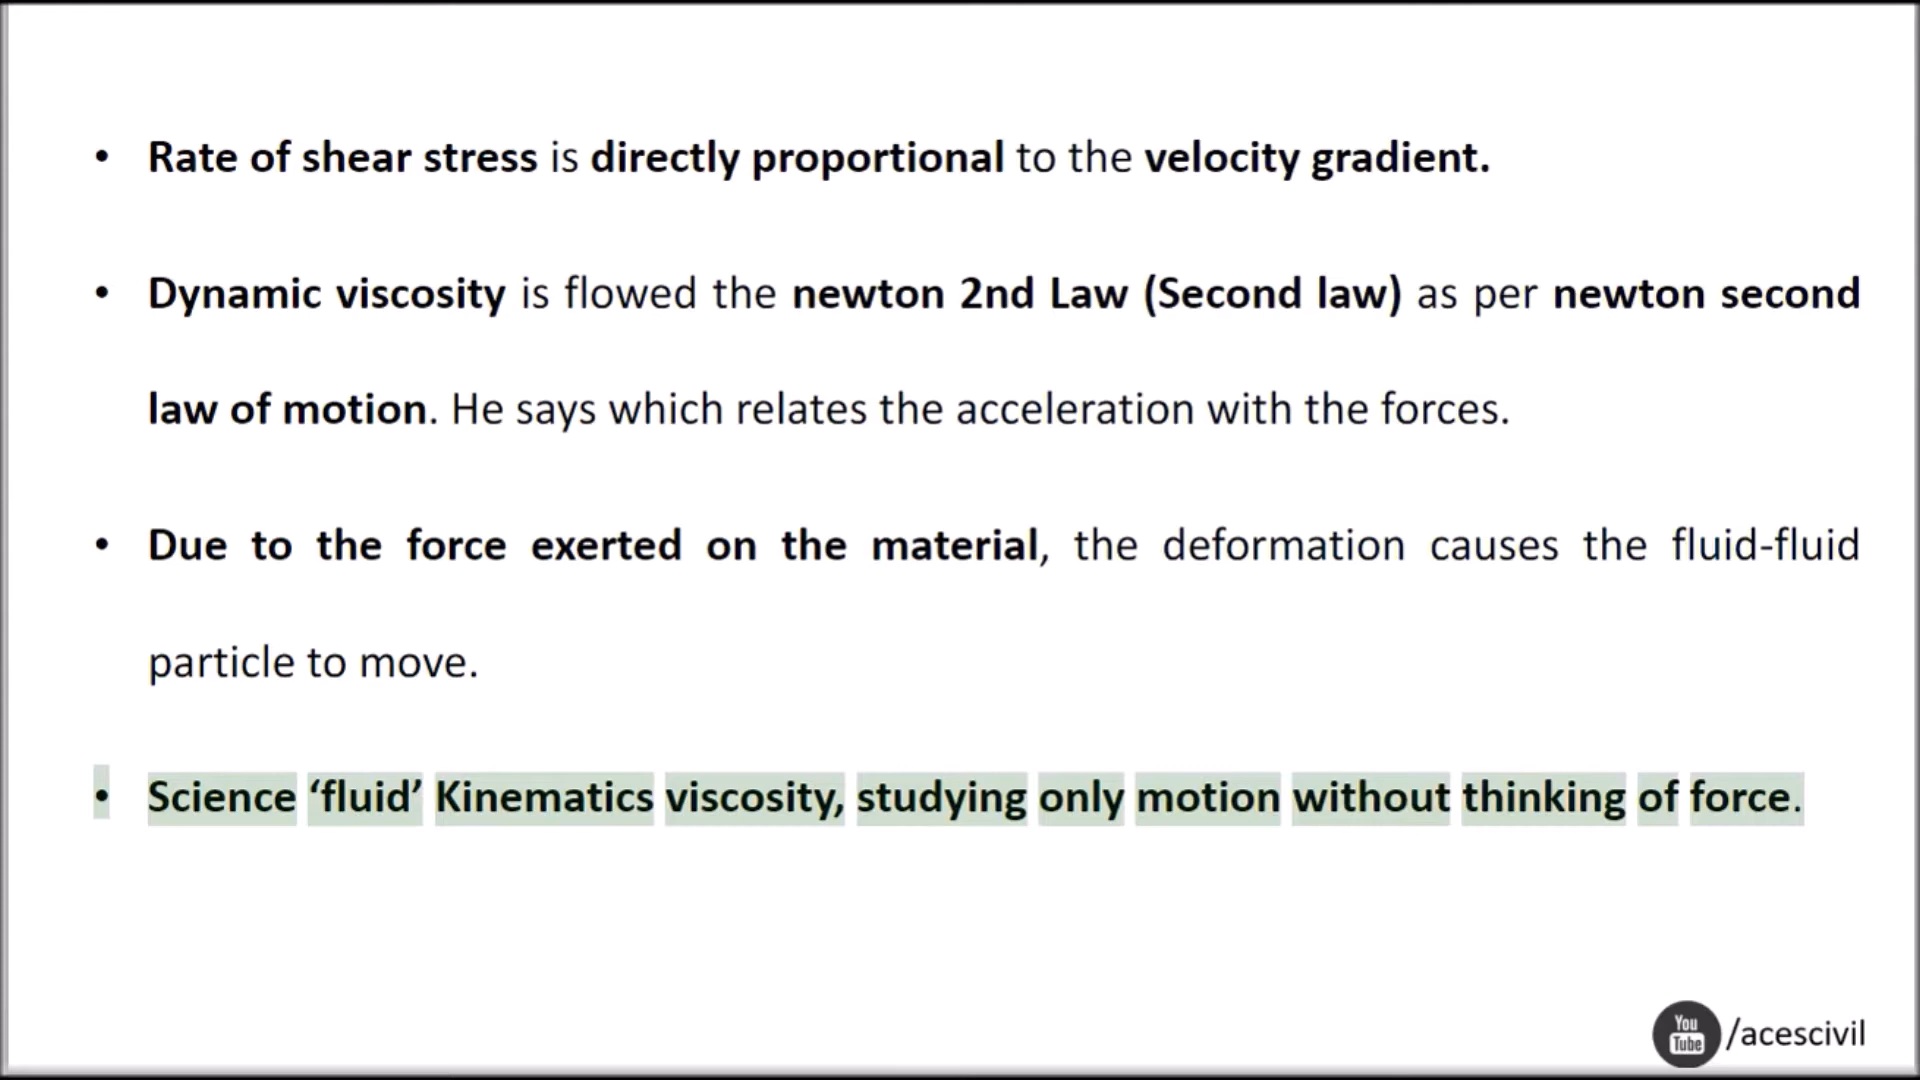 • Rate of shear stress is directly proportional to the velocity gradient.
• Dynamic viscosity is flowed the newton 2nd Law (Second law) as per newton second
law of motion. He says which relates the acceleration with the forces.
• Due to the force exerted on the material, the deformation causes the fluid-fluid
particle to move.
• Science ‘fluid’ Kinematics viscosity, studying only motion without thinking of force.
You
Tube /acescivil